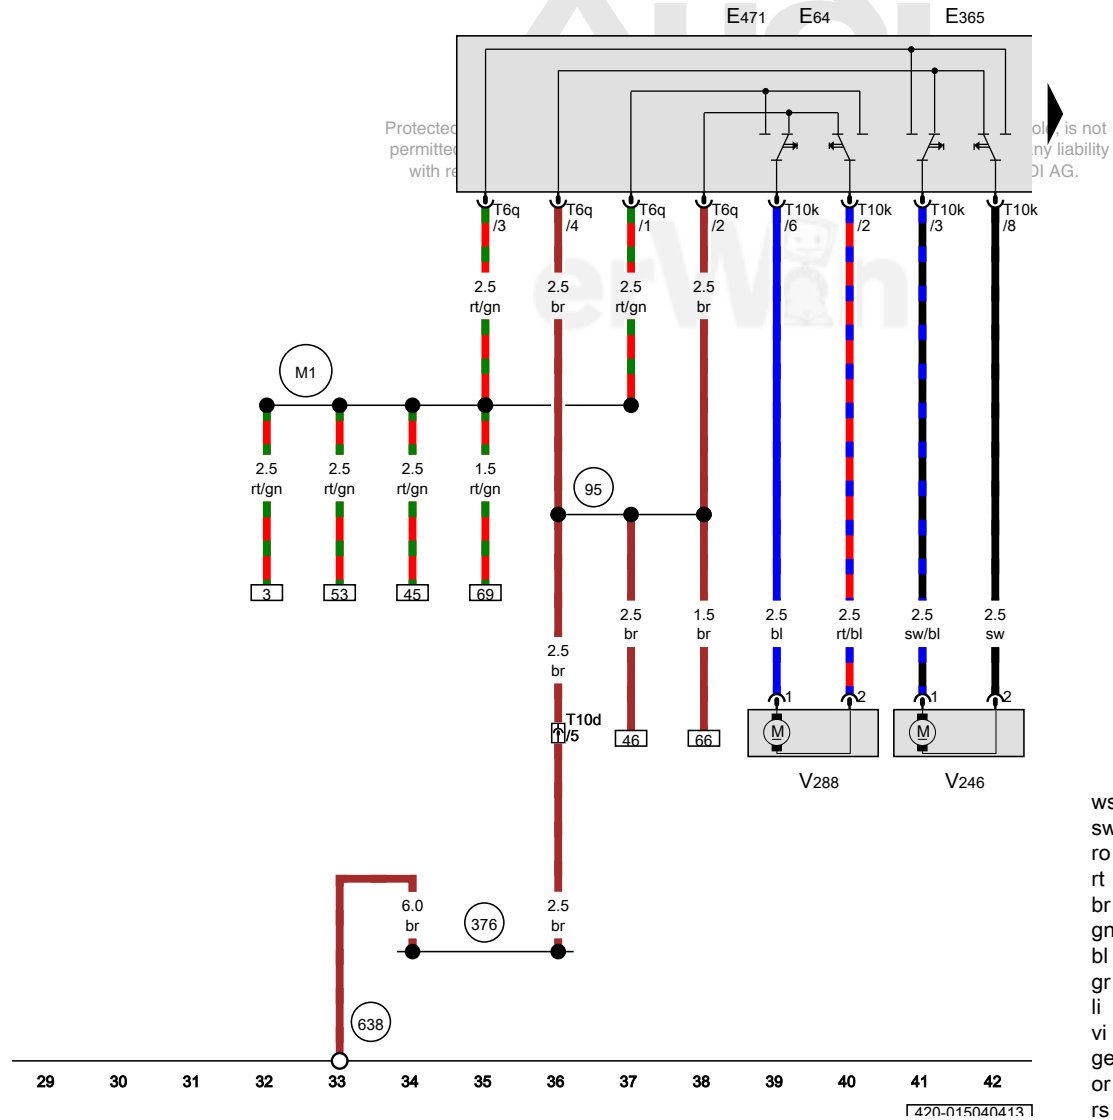 E471 E64 E365
Protected
ole, is not
permitted
ny liability
with re
DI AG.
T6q T6q T6q T6q T10k T10k T10k T10k
/3 /4 /1 /2 /6 /2 /3 /8
erWin
2.5 2.5 2.5 2.5
rt/gn br rt/gn br
M1
2.5 2.5 2.5 1.5
rt/gn rt/gn rt/gn rt/gn
95
3 53 45 69
2.5 1.5 2.5 2.5 2.5 2.5
br br bl rt/bl sw/bl sw
2.5
br
1 2 1 2
T10d
/5
46 66
M M
V288 V246
ws
sw
ro
rt
br
gn
bl
gr
li
vi
ge
or
rs
6.0 2.5
br br
376
638
29 30 31 32 33 34 35 36 37 38 39 40 41 42
420-015040413